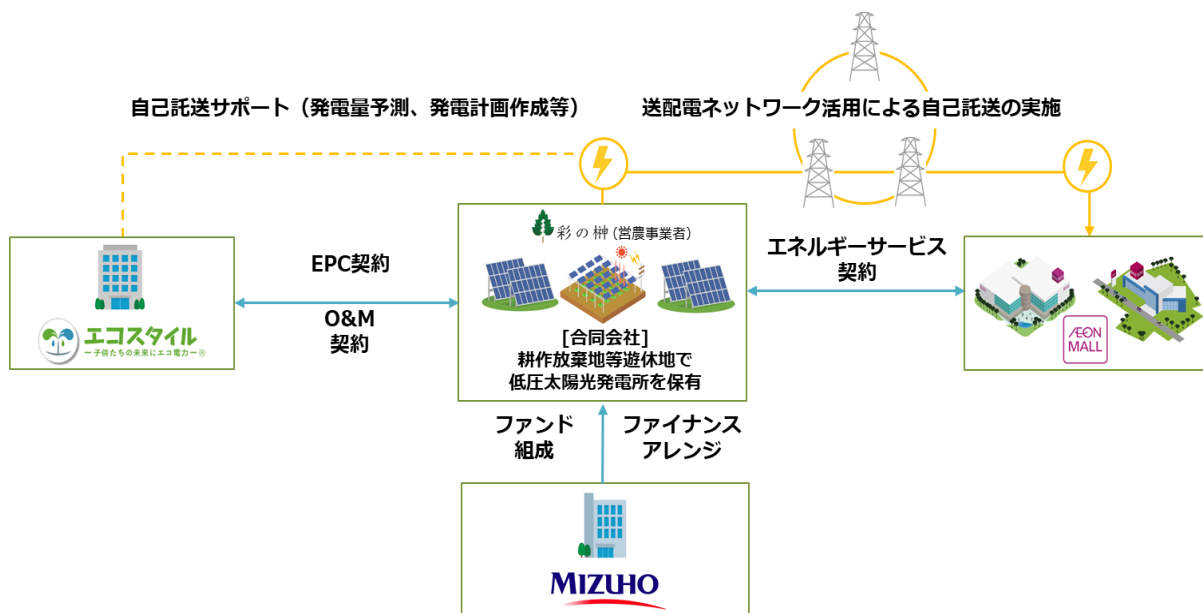 自己託送サポート（発電量予測、発電計画作成等）
送配電ネットワーク活用による自己託送の実施
彩の榊(営農事業者)
EPC契約
O&M
契約
エネルギーサービス
契約
エコスタイル
ー子供たちの未来にエコ電力ー®
[合同会社]
耕作放棄地等遊休地で
低圧太陽光発電所を保有
ÆON
MALL
ファンド
組成
ファイナンス
アレンジ
MIZUHO